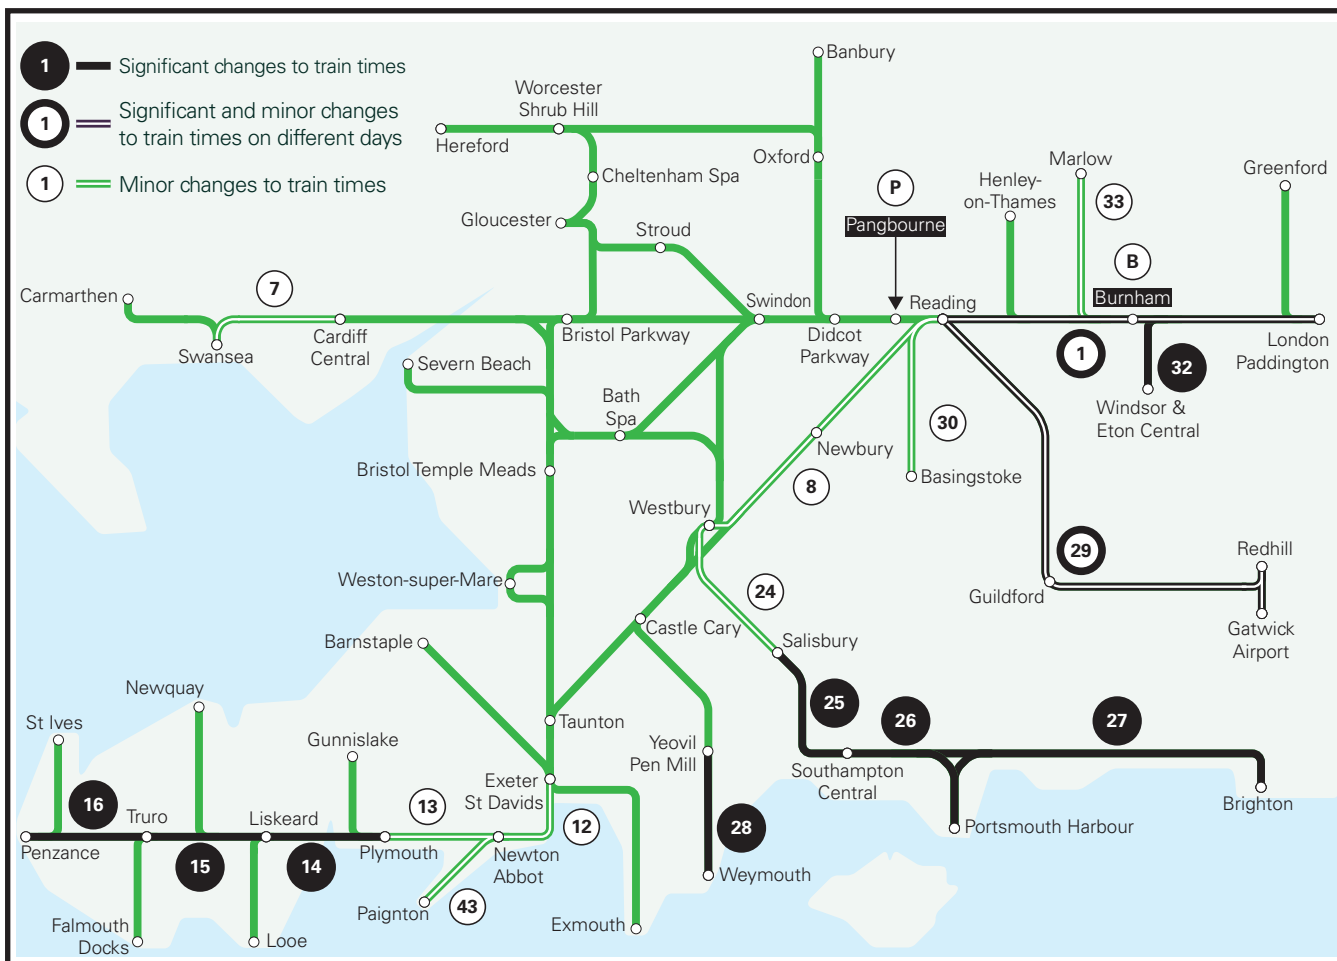 1 Significant changes to train times
1 Significant and minor changes
to train times on different days
1 Minor changes to train times
Banbury
Worcester
Shrub Hill
Hereford
Oxford
Cheltenham Spa
Gloucester
Stroud
P
Pangbourne
Henley-
on-Thames
Marlow
33
Greenford
B
Burnham
Carmarthen
7
Swansea
Cardiff
Central
Bristol Parkway
Swindon
Didcot
Parkway
Reading
1
32
London
Paddington
Windsor &
Eton Central
Severn Beach
Bath
Spa
Bristol Temple Meads
Newbury
30
Basingstoke
8
Westbury
29
Redhill
Guildford
Gatwick
Airport
Weston-super-Mare
24
Castle Cary
Salisbury
Barnstaple
Newquay
St Ives
Gunnislake
Taunton
Yeovil
Pen Mill
25
26
27
Southampton
Central
Brighton
Portsmouth Harbour
Exeter
St Davids
16
Truro
Liskeard
13
12
28
Penzance
15
14
Plymouth
Newton
Abbot
Weymouth
Paignton
43
Exmouth
Falmouth
Docks
Looe